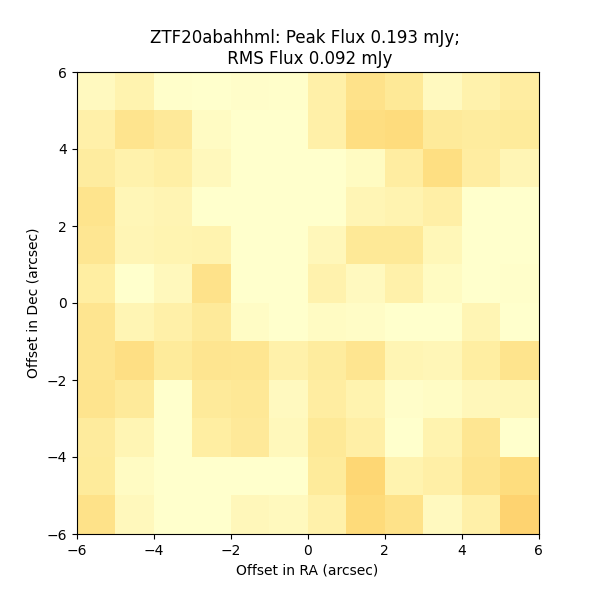 ZTF20abahhml: Peak Flux 0.193 mJy;
RMS Flux 0.092 mJy
6
4
2
0
−2
−4
−6
Offset in Dec (arcsec)
−6 −4 −2 0 2 4 6
Offset in RA (arcsec)